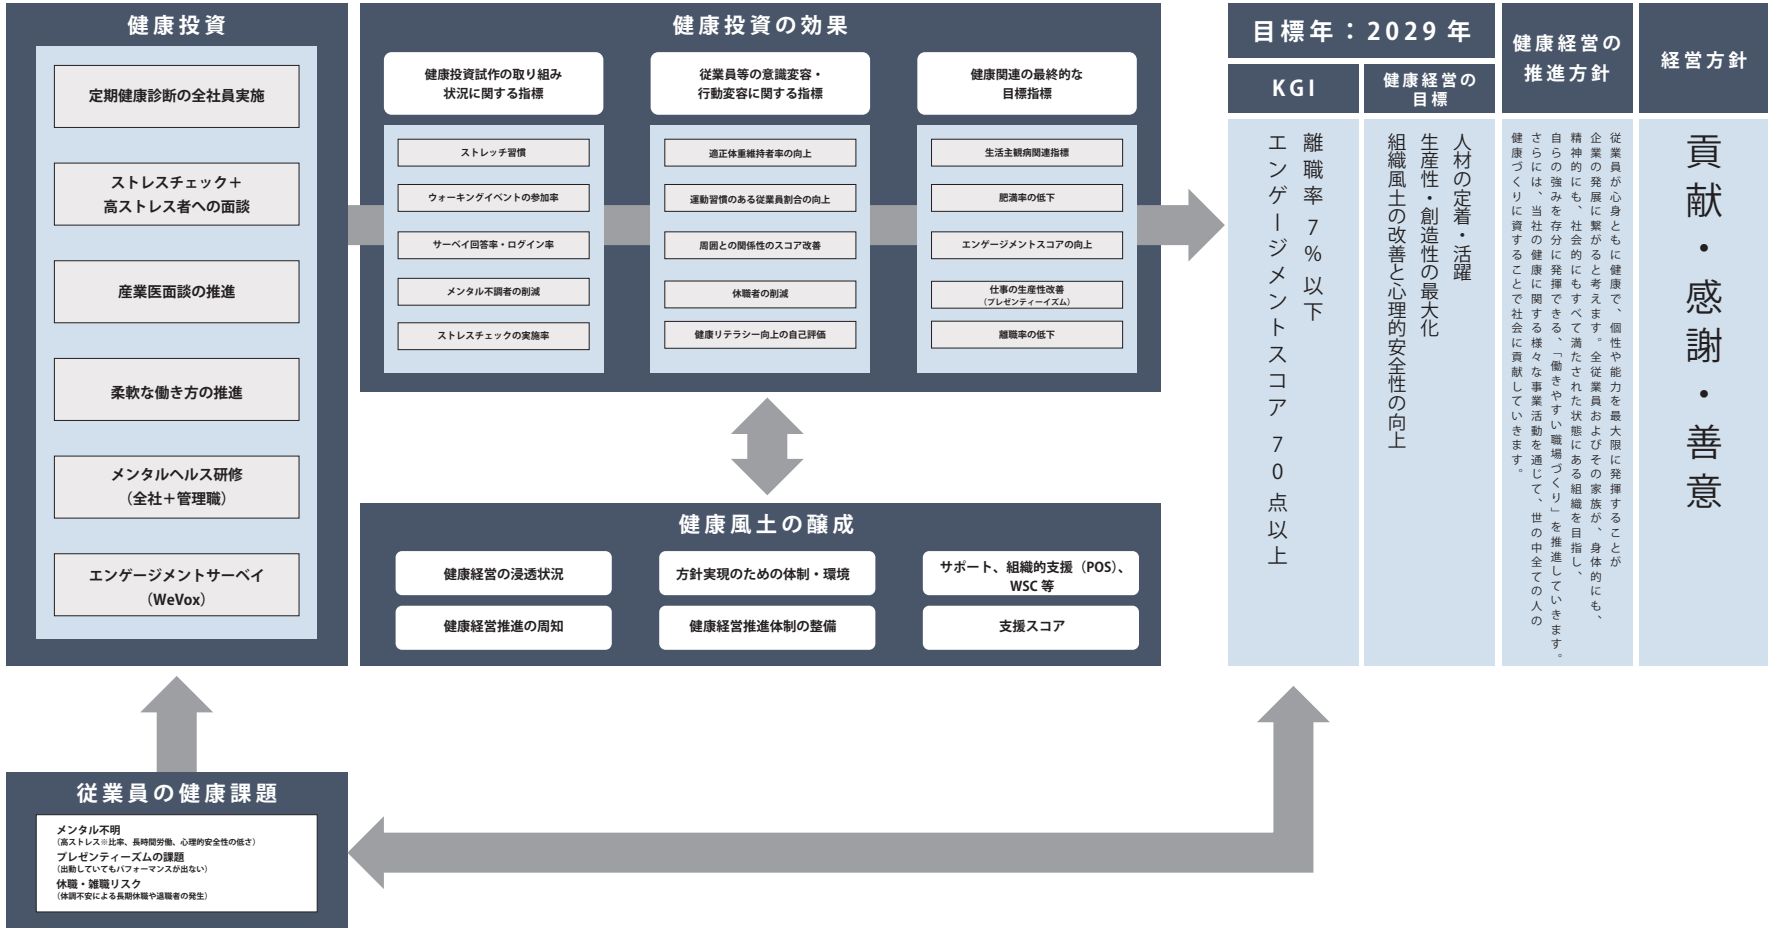 健康投資
定期健康診断の全社員実施
ストレスチェック＋
高ストレス者への面談
産業医面談の推進
柔軟な働き方の推進
メンタルヘルス研修
（全社＋管理職）
エンゲージメントサーベイ
（WeVox）
健康投資の効果
健康投資試作の取り組み
状況に関する指標
ストレッチ習慣
ウォーキングイベントの参加率
サーベイ回答率・ログイン率
メンタル不調者の削減
ストレスチェックの実施率
従業員等の意識変容・
行動変容に関する指標
適正体重維持者率の向上
運動習慣のある従業員割合の向上
周囲との関係性のスコア改善
休職者の削減
健康リテラシー向上の自己評価
健康関連の最終的な
目標指標
生活主観病関連指標
肥満率の低下
エンゲージメントスコアの向上
仕事の生産性改善
（プレゼンティーイズム）
離職率の低下
健康風土の醸成
健康経営の浸透状況
方針実現のための体制・環境
サポート、組織的支援（POS）、
WSC 等
健康経営推進の周知
健康経営推進体制の整備
支援スコア
目標年：2029 年
KGI
離職率 7％以下
エンゲージメントスコア 70点以上
健康経営の
目標
人材の定着・活躍
生産性・創造性の最大化
組織風土の改善と心理的安全性の向上
健康経営の
推進方針
従業員が心身ともに健康で、個性や能力を最大限に発揮することが
企業の発展に繋がると考えます。全従業員およびその家族が、身体的にも、
精神的にも、社会的にもすべて満たされた状態にある組織を目指し、
自らの強みを存分に発揮できる、「働きやすい職場づくり」を推進していきます。
さらには、当社の健康に関する様々な事業活動を通じて、世の中全ての人の
健康づくりに資することで社会に貢献していきます。
経営方針
貢献・感謝・善意
従業員の健康課題
メンタル不明
（高ストレス※比率、長時間労働、心理的安全性の低さ）
プレゼンティーズムの課題
（出勤していてもパフォーマンスが出ない）
休職・雑職リスク
（体調不安による長期休職や退職者の発生）